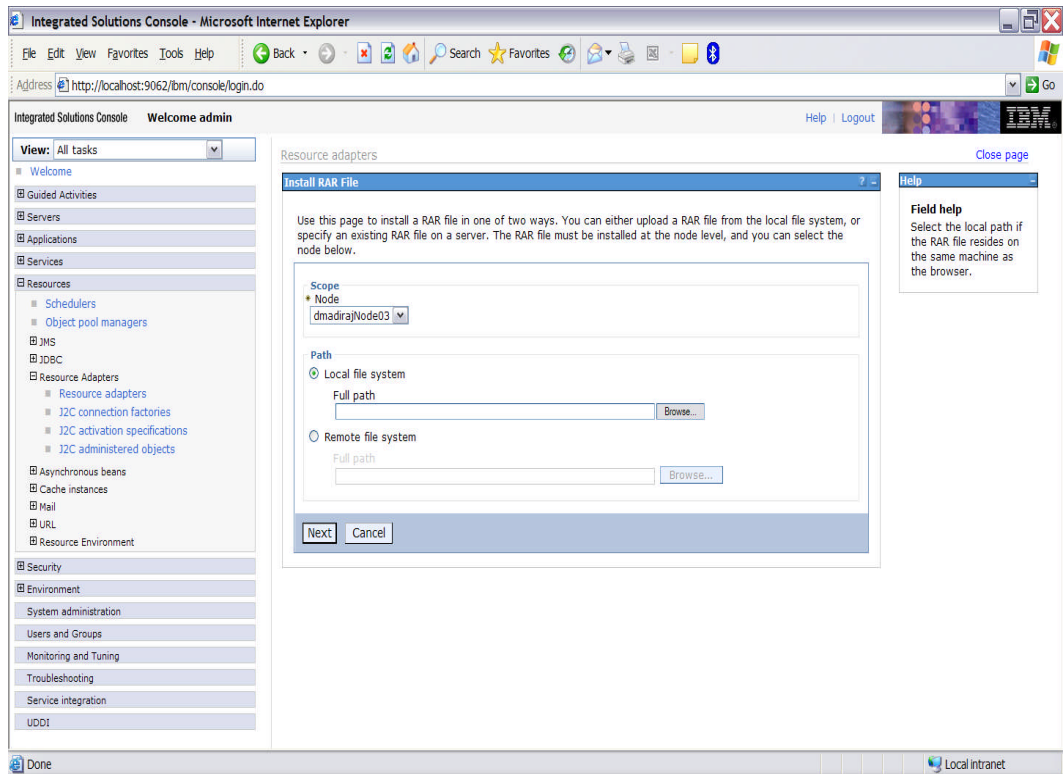 Integrated Solutions Console - Microsoft Internet Explorer
File Edit View Favorites Tools Help
Back Search Favorites
Address http://localhost:9062/ibm/console/login.do Go
Integrated Solutions Console Welcome admin Help | Logout IBM.
View: All tasks
Welcome
Guided Activities
Servers
Applications
Services
Resources
Schedulers
Object pool managers
JMS
JDBC
Resource Adapters
Resource adapters
J2C connection factories
J2C activation specifications
J2C administered objects
Asynchronous beans
Cache instances
Mail
URL
Resource Environment
Security
Environment
System administration
Users and Groups
Monitoring and Tuning
Troubleshooting
Service integration
UDDI
Resource adapters Close page
Install RAR File ? -
Use this page to install a RAR file in one of two ways. You can either upload a RAR file from the local file system, or
specify an existing RAR file on a server. The RAR file must be installed at the node level, and you can select the
node below.
Scope
* Node
dmadirajNode03
Path
Local file system
Full path
Browse...
Remote file system
Full path
Browse...
Next Cancel
Help -
Field help
Select the local path if
the RAR file resides on
the same machine as
the browser.
Done Local intranet